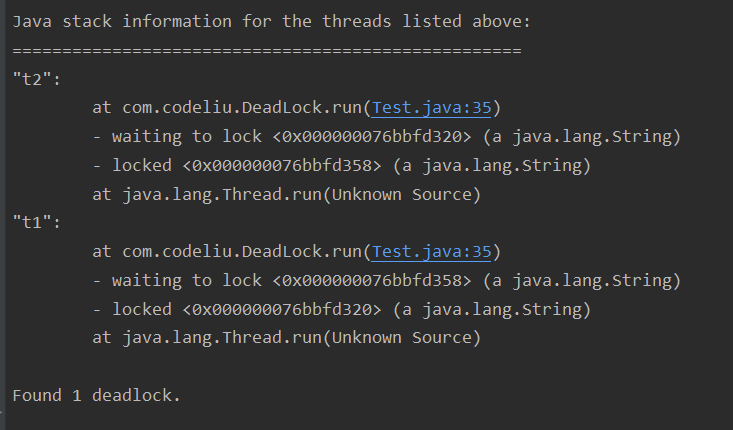 Java stack information for the threads listed above:
===================================================
"t2":
        at com.codeliu.DeadLock.run(Test.java:35)
        - waiting to lock <0x000000076bbfd320> (a java.lang.String)
        - locked <0x000000076bbfd358> (a java.lang.String)
        at java.lang.Thread.run(Unknown Source)
"t1":
        at com.codeliu.DeadLock.run(Test.java:35)
        - waiting to lock <0x000000076bbfd358> (a java.lang.String)
        - locked <0x000000076bbfd320> (a java.lang.String)
        at java.lang.Thread.run(Unknown Source)

Found 1 deadlock.